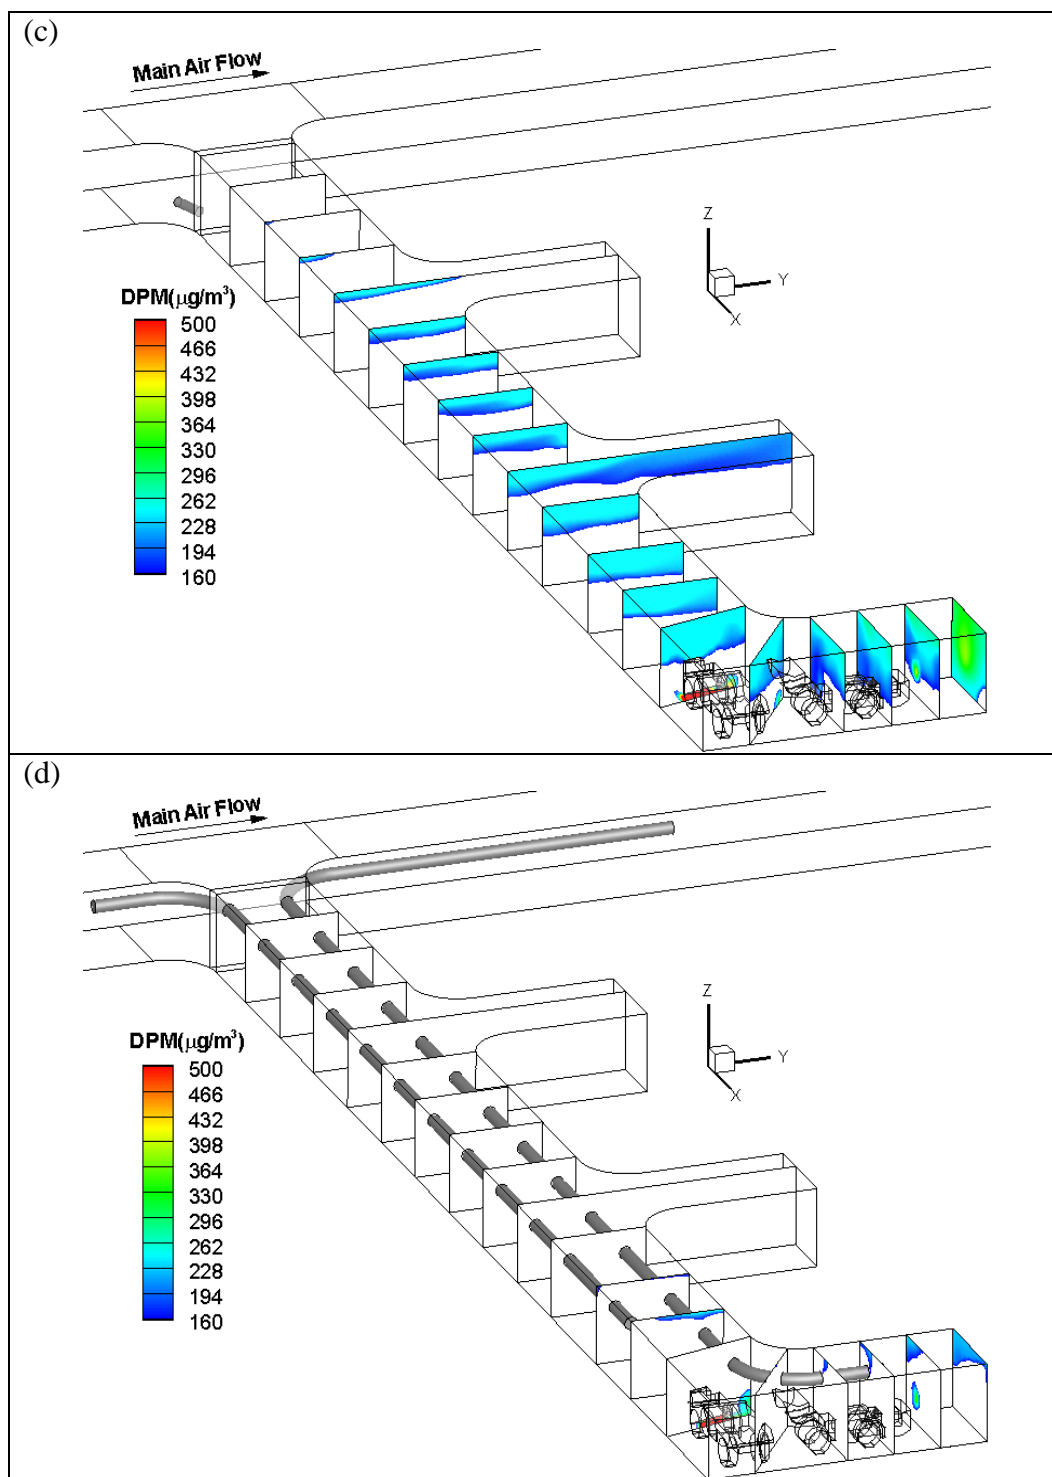 (c)
Main Air Flow
Z
Y
X
DPM(μg/m³)
500
466
432
398
364
330
296
262
228
194
160
(d)
Main Air Flow
Z
Y
X
DPM(μg/m³)
500
466
432
398
364
330
296
262
228
194
160